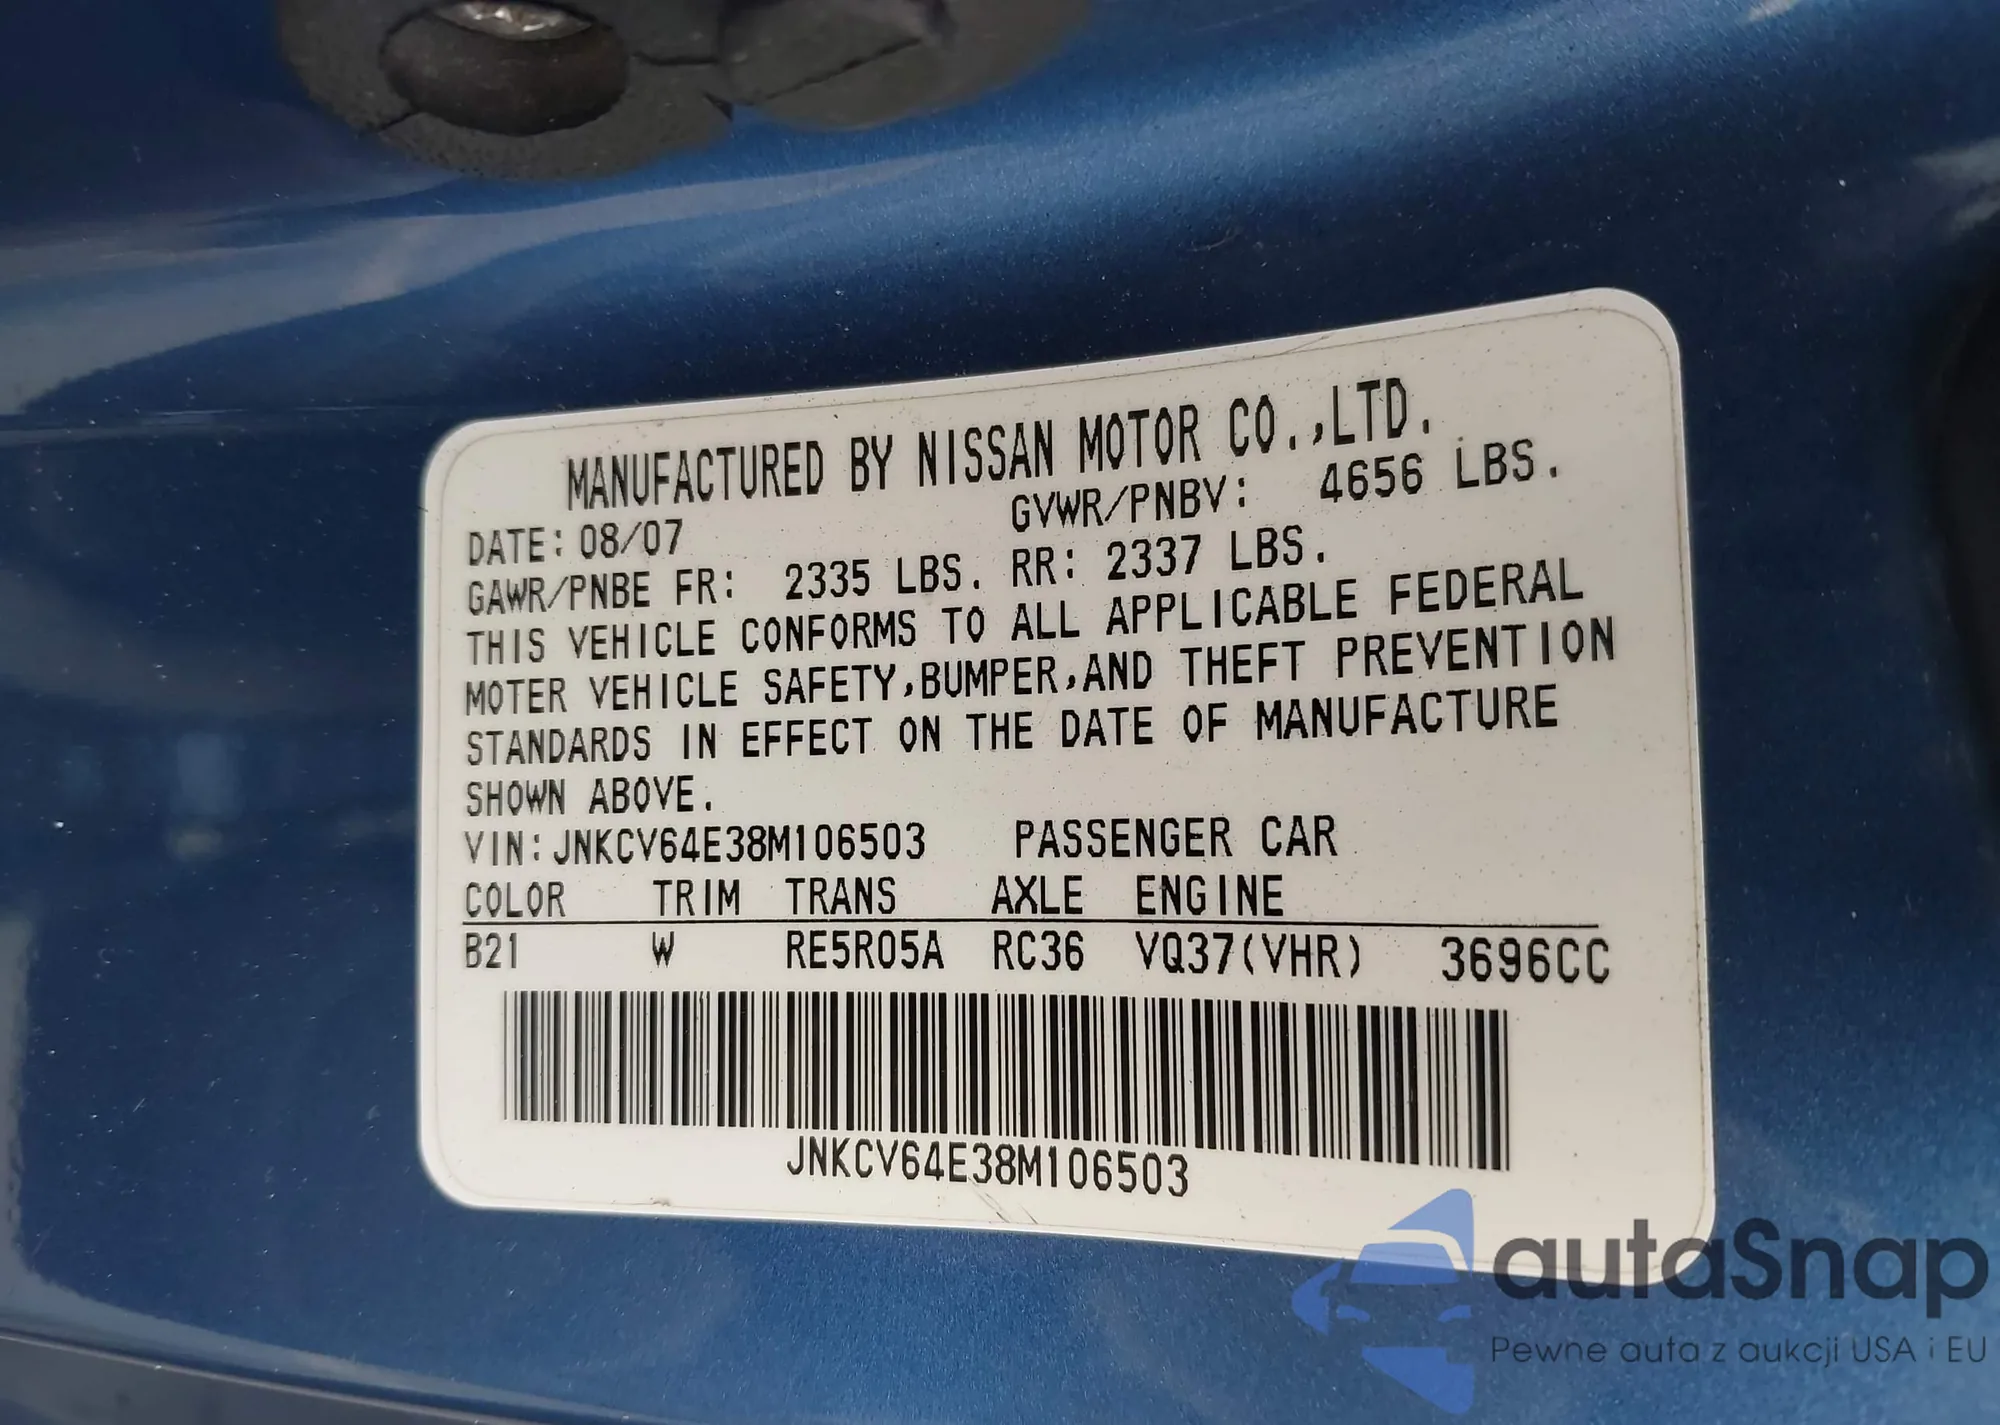 MANUFACTURED BY NISSAN MOTOR CO.,LTD.
DATE: 08/07 GVWR/PNBV: 4656 LBS.
GAWR/PNBE FR: 2335 LBS. RR: 2337 LBS.
THIS VEHICLE CONFORMS TO ALL APPLICABLE FEDERAL
MOTER VEHICLE SAFETY,BUMPER,AND THEFT PREVENTION
STANDARDS IN EFFECT ON THE DATE OF MANUFACTURE
SHOWN ABOVE.
VIN: JNKCV64E38M106503 PASSENGER CAR
COLOR TRIM TRANS AXLE ENGINE
B21 W RE5R05A RC36 VQ37(VHR) 3696CC
JNKCV64E38M106503
autaSnap
Pewne auta z aukcji USA i EU